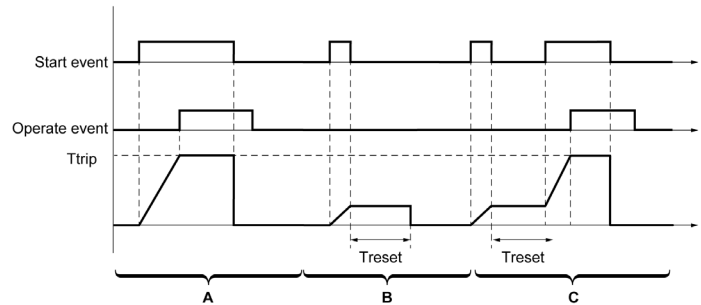 Start event
Operate event
Ttrip
Treset
Treset
A
B
C